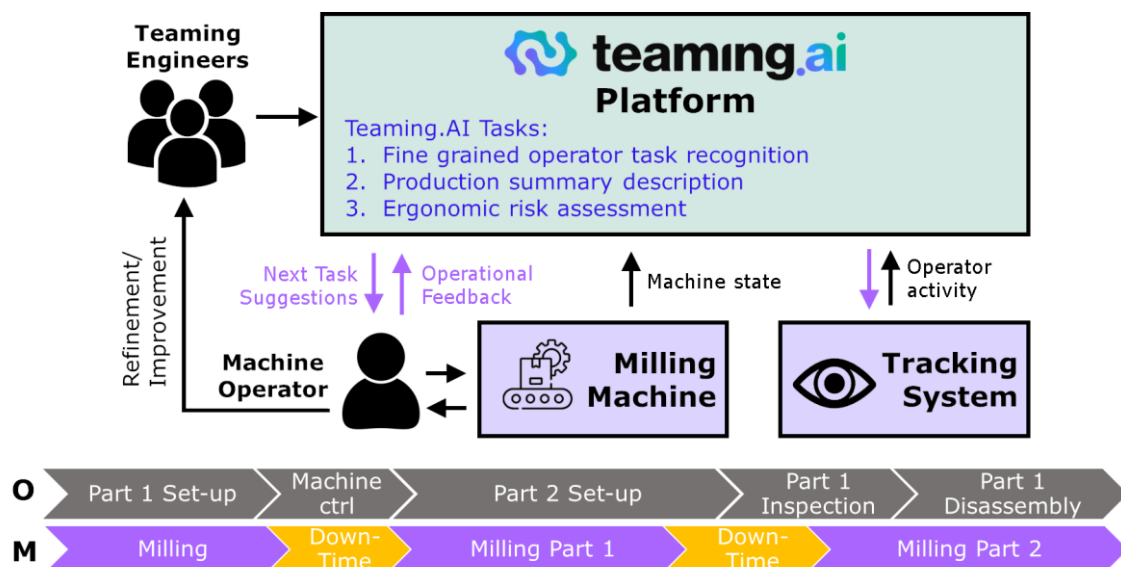 Teaming
Engineers
teaming.ai
Platform
Teaming.AI Tasks:
1. Fine grained operator task recognition
2. Production summary description
3. Ergonomic risk assessment
Refinement/
Improvement
Next Task
Suggestions
Operational
Feedback
Machine state
Operator
activity
Machine
Operator
Milling
Machine
Tracking
System
O
Part 1 Set-up
Machine
ctrl
Part 2 Set-up
Part 1
Inspection
Part 1
Disassembly
M
Milling
Down-
Time
Milling Part 1
Down-
Time
Milling Part 2